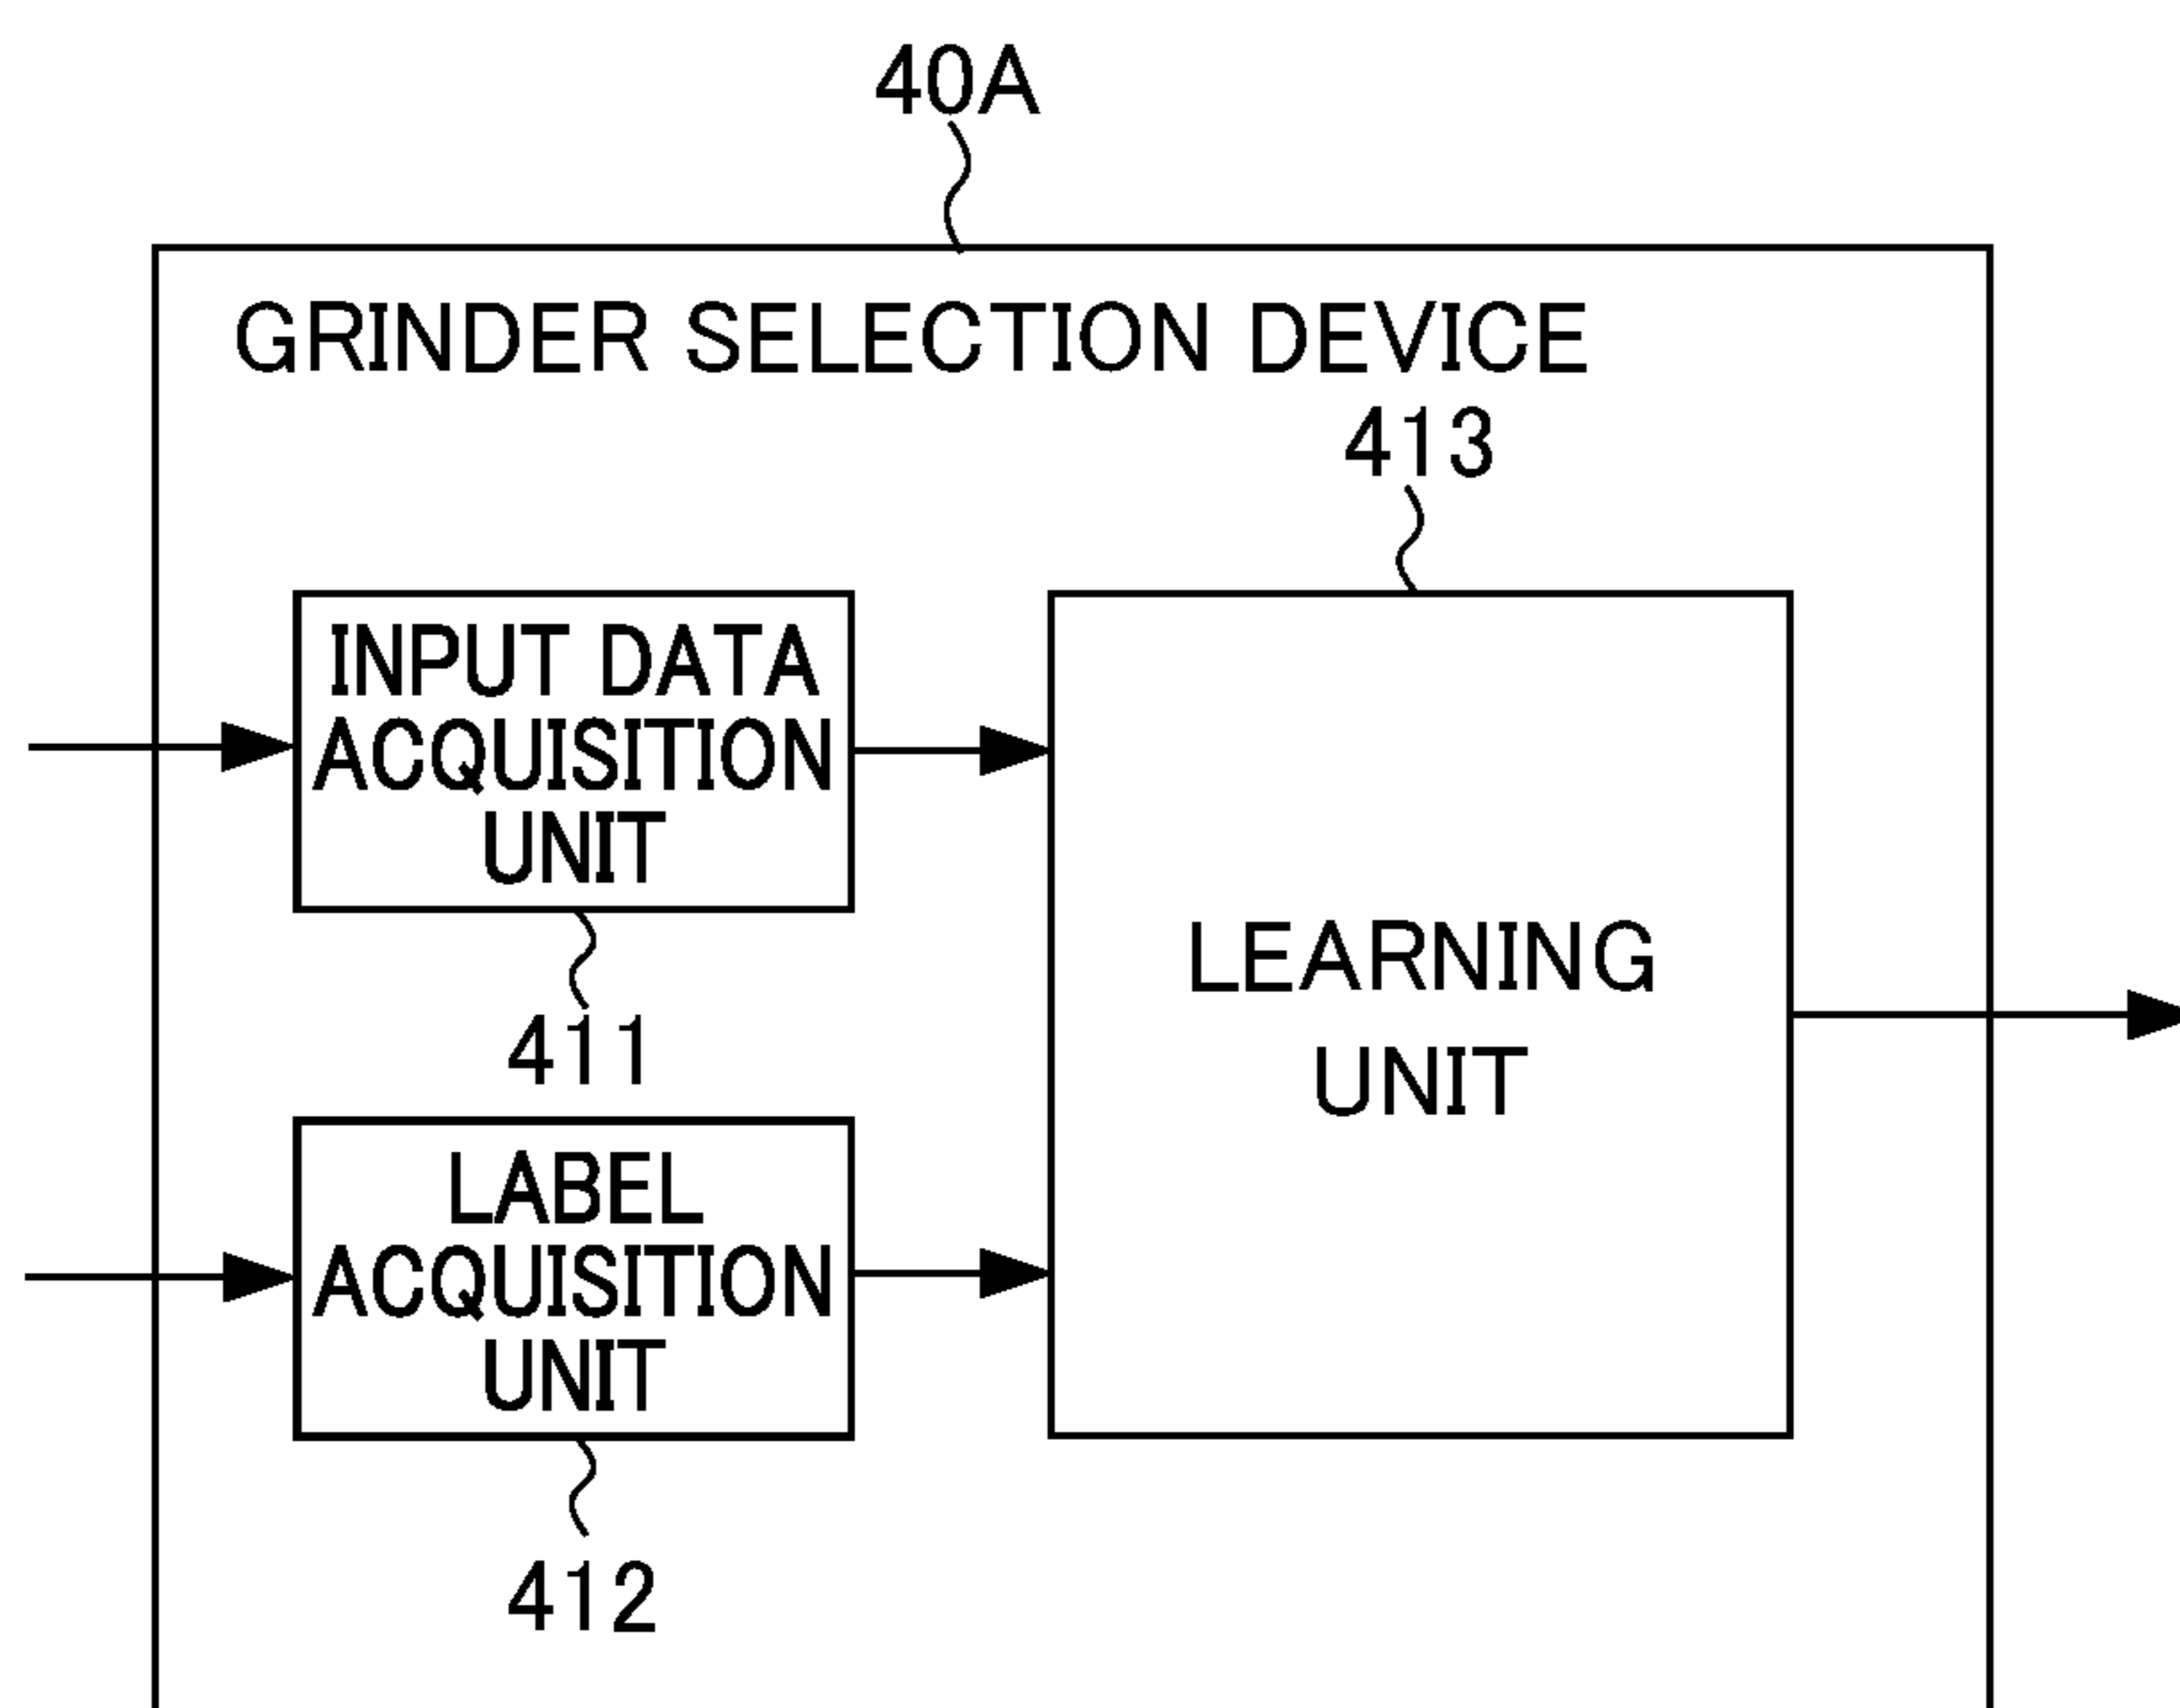 40A
GRINDER SELECTION DEVICE
413
INPUT DATA
ACQUISITION
UNIT
411
LEARNING
UNIT
LABEL
ACQUISITION
UNIT
412